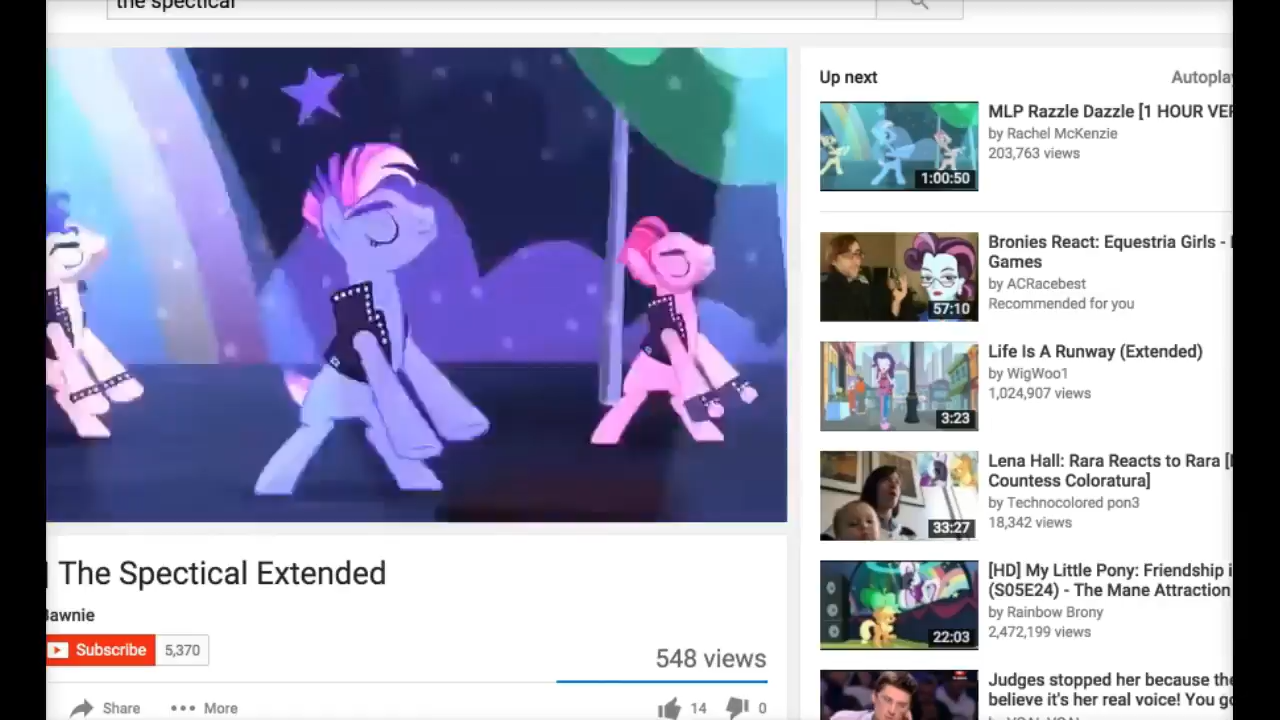 the spectical
Up next
Autoplay
MLP Razzle Dazzle [1 HOUR VER
by Rachel McKenzie
203,763 views
1:00:50
Bronies React: Equestria Girls -
Games
by ACRacebest
Recommended for you
57:10
Life Is A Runway (Extended)
by WigWoo1
1,024,907 views
3:23
Lena Hall: Rara Reacts to Rara [
Countess Coloratura]
by Technocolored pon3
18,342 views
33:27
[HD] My Little Pony: Friendship i
(S05E24) - The Mane Attraction
by Rainbow Brony
2,472,199 views
22:03
Judges stopped her because the
believe it's her real voice! You g
The Spectical Extended
awnie
Subscribe 5,370
548 views
Share More 14 0